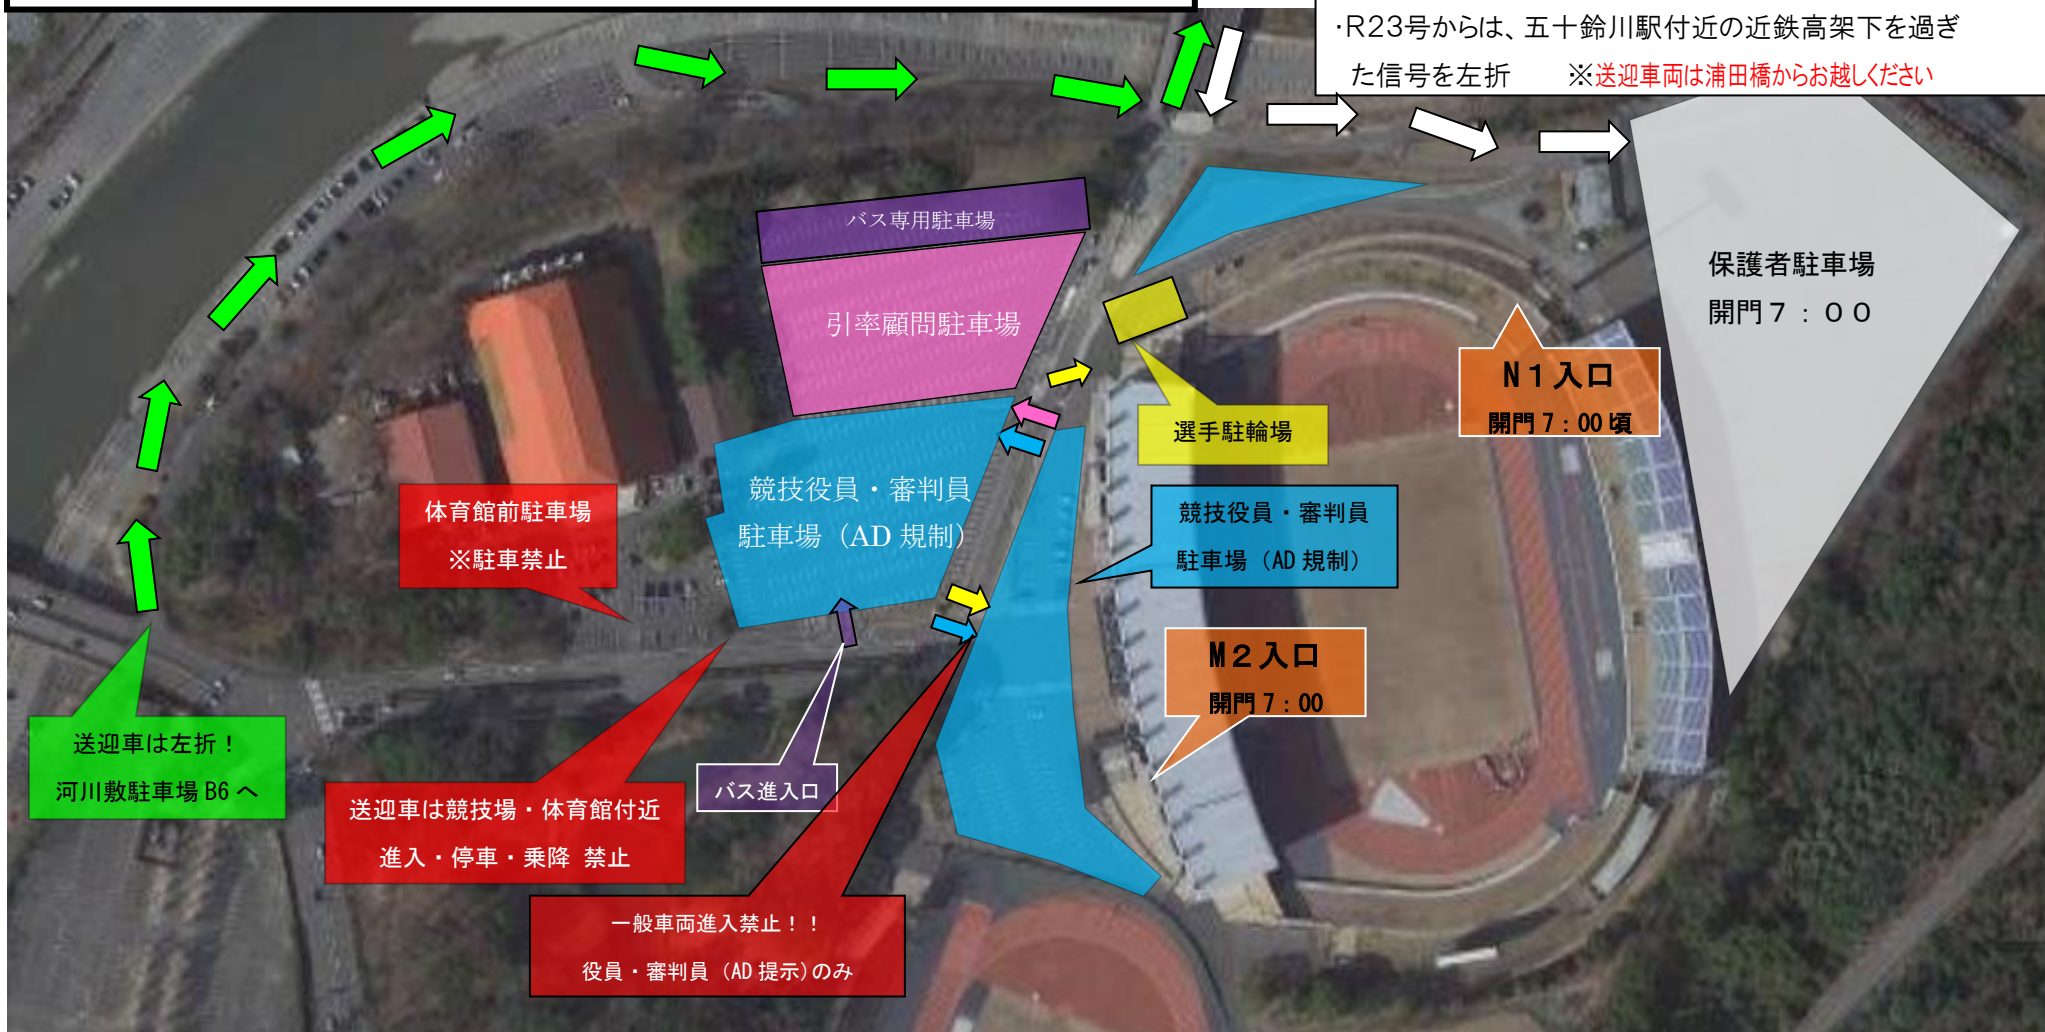 ・R23号からは、五十鈴川駅付近の近鉄高架下を過ぎ
た信号を左折　　※送迎車両は浦田橋からお越しください
バス専用駐車場
引率顧問駐車場
保護者駐車場
開門７：００
N１入口
開門７:00頃
選手駐輪場
競技役員・審判員
駐車場（AD 規制）
競技役員・審判員
駐車場（AD 規制）
体育館前駐車場
※駐車禁止
M２入口
開門７:00
送迎車は左折！
河川敷駐車場 B6 へ
バス進入口
送迎車は競技場・体育館付近
進入・停車・乗降 禁止
一般車両進入禁止！！
役員・審判員（AD 提示）のみ